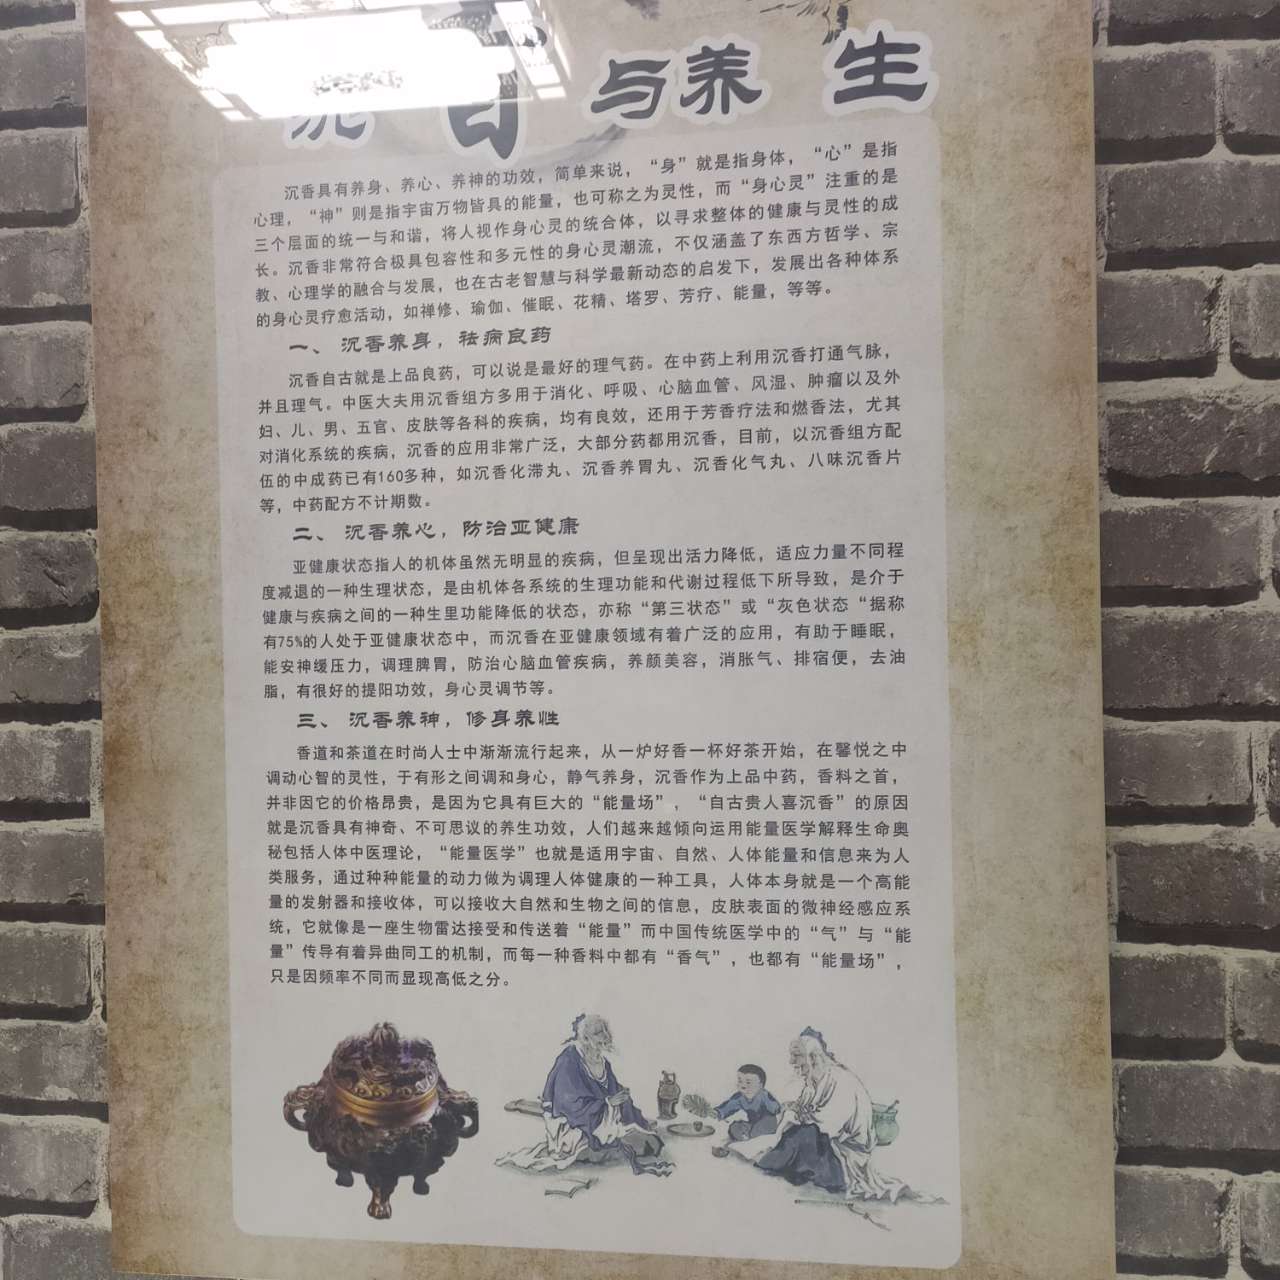 沉香与养生
沉香具有养身、养心、养神的功效，简单来说，“身”就是指身体，“心”是指
心理，“神”则是指宇宙万物皆具的能量，也可称之为灵性，而“身心灵”注重的是
三个层面的统一与和谐，将人视作身心灵的统合体，以寻求整体的健康与灵性的成
长。沉香非常符合极具包容性和多元性的身心灵潮流，不仅涵盖了东西方哲学、宗
教、心理学的融合与发展，也在古老智慧与科学最新动态的启发下，发展出各种体系
的身心灵疗愈活动，如禅修、瑜伽、催眠、花精、塔罗、芳疗、能量，等等。
一、 沉香养身，祛病良药
沉香自古就是上品良药，可以说是最好的理气药。在中药上利用沉香打通气脉，
并且理气。中医大夫用沉香组方多用于消化、呼吸、心脑血管、风湿、肿瘤以及外
妇、儿、男、五官、皮肤等各科的疾病，均有良效，还用于芳香疗法和燃香法，尤其
对消化系统的疾病，沉香的应用非常广泛，大部分药都用沉香，目前，以沉香组方配
伍的中成药已有160多种，如沉香化滞丸、沉香养胃丸、沉香化气丸、八味沉香片
等，中药配方不计期数。
二、 沉香养心，防治亚健康
亚健康状态指人的机体虽然无明显的疾病，但呈现出活力降低，适应力量不同程
度减退的一种生理状态，是由机体各系统的生理功能和代谢过程低下所导致，是介于
健康与疾病之间的一种生里功能降低的状态，亦称“第三状态”或“灰色状态“据称
有75%的人处于亚健康状态中，而沉香在亚健康领域有着广泛的应用，有助于睡眠，
能安神缓压力，调理脾胃，防治心脑血管疾病，养颜美容，消胀气、排宿便，去油
脂，有很好的提阳功效，身心灵调节等。
三、 沉香养神，修身养性
香道和茶道在时尚人士中渐渐流行起来，从一炉好香一杯好茶开始，在馨悦之中
调动心智的灵性，于有形之间调和身心，静气养身，沉香作为上品中药，香料之首，
并非因它的价格昂贵，是因为它具有巨大的“能量场”，“自古贵人喜沉香”的原因
就是沉香具有神奇、不可思议的养生功效，人们越来越倾向运用能量医学解释生命奥
秘包括人体中医理论，“能量医学”也就是适用宇宙、自然、人体能量和信息来为人
类服务，通过种种能量的动力做为调理人体健康的一种工具，人体本身就是一个高能
量的发射器和接收体，可以接收大自然和生物之间的信息，皮肤表面的微神经感应系
统，它就像是一座生物雷达接受和传送着“能量”而中国传统医学中的“气”与“能
量”传导有着异曲同工的机制，而每一种香料中都有“香气”，也都有“能量场”，
只是因频率不同而显现高低之分。